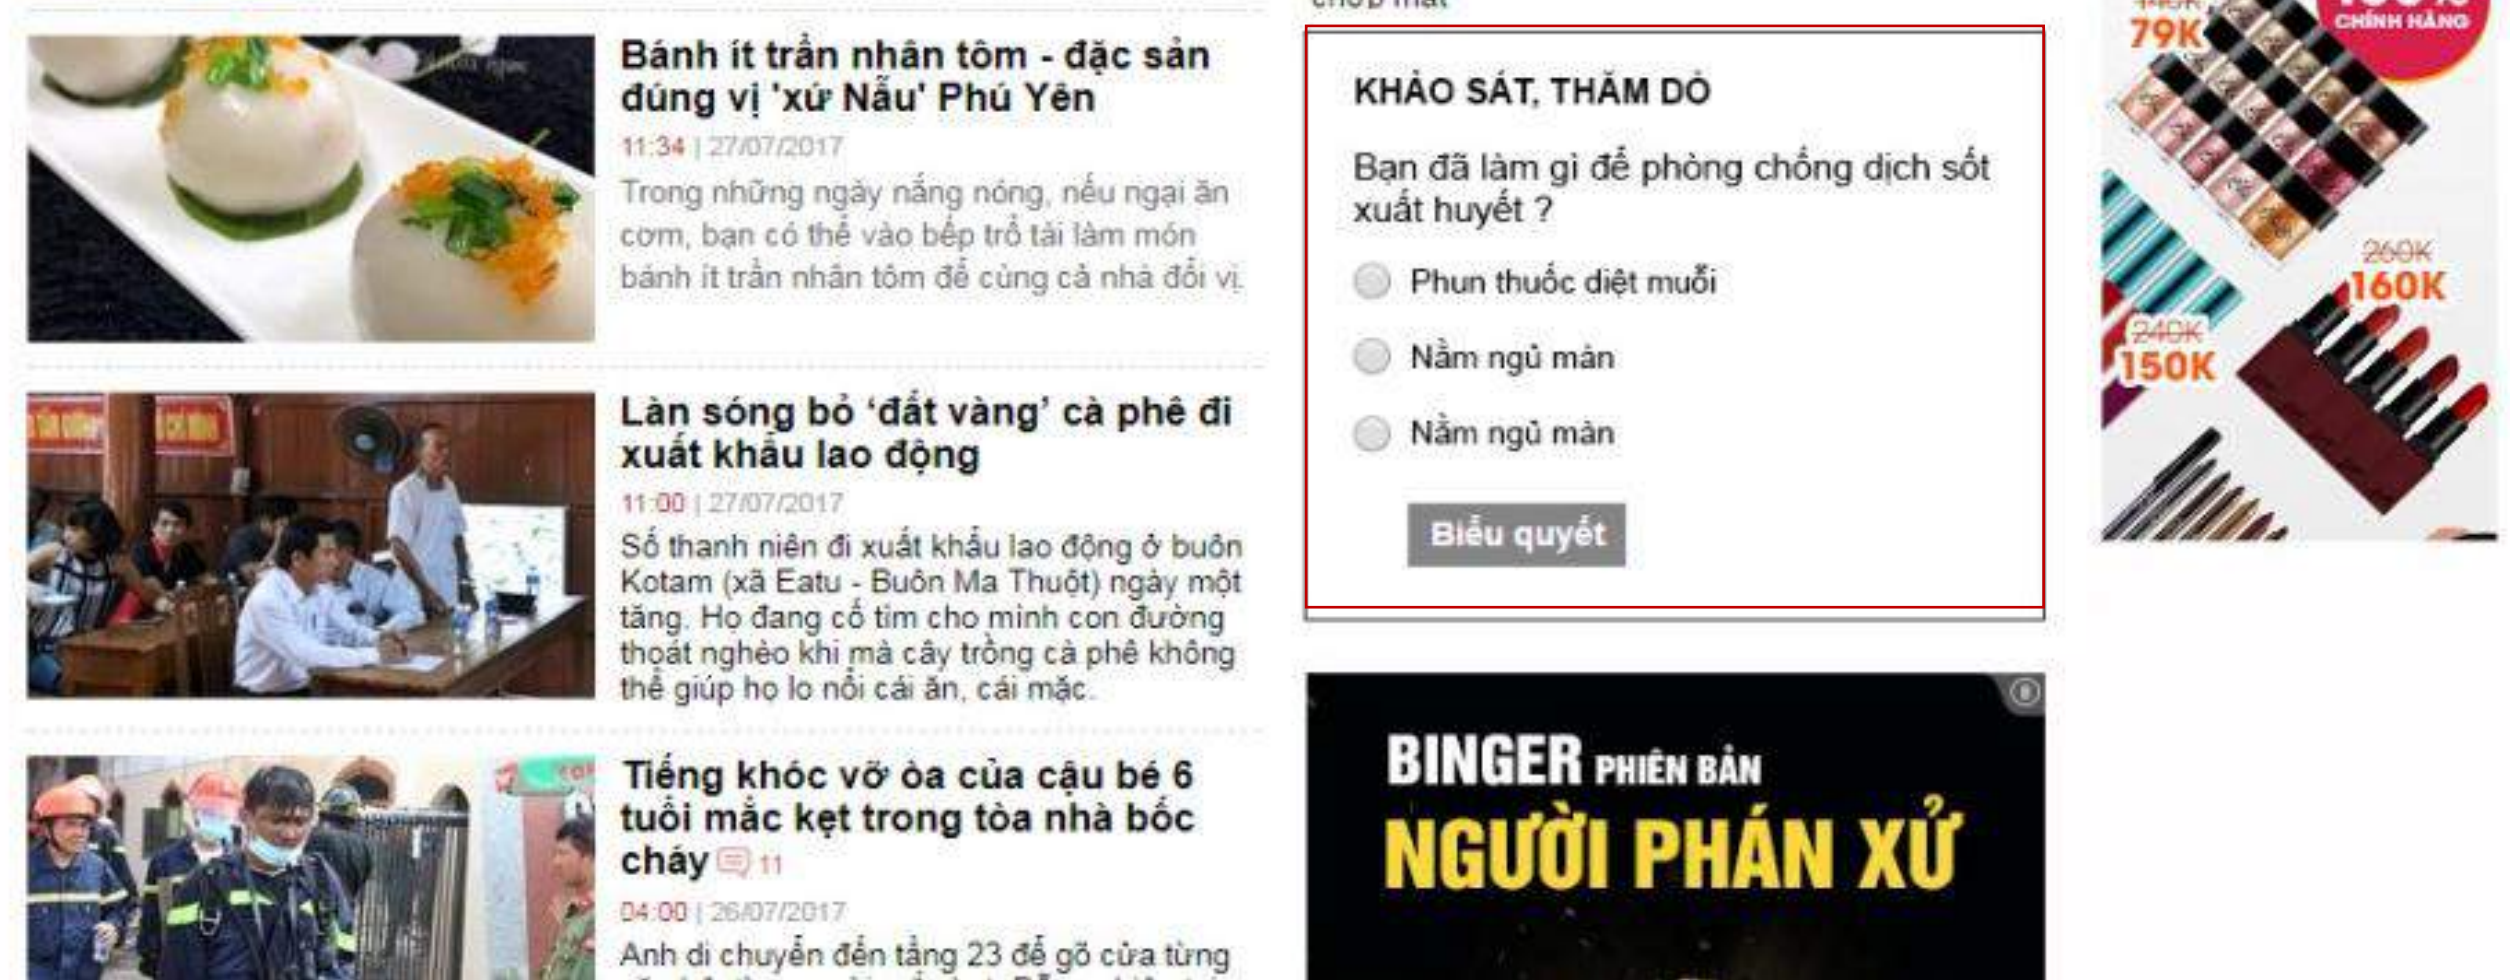 Bánh ít trần nhân tôm - đặc sản
đúng vị 'xứ Nẫu' Phú Yên
11:34 | 27/07/2017
Trong những ngày nắng nóng, nếu ngại ăn
cơm, bạn có thể vào bếp trổ tài làm món
bánh ít trần nhân tôm để cùng cả nhà đổi vị.
Làn sóng bỏ ‘đất vàng’ cà phê đi
xuất khẩu lao động
11:00 | 27/07/2017
Số thanh niên đi xuất khẩu lao động ở buôn
Kotam (xã Eatu - Buôn Ma Thuột) ngày một
tăng. Họ đang cố tìm cho mình con đường
thoát nghèo khi mà cây trồng cà phê không
thể giúp họ lo nổi cái ăn, cái mặc.
Tiếng khóc vỡ òa của cậu bé 6
tuổi mắc kẹt trong tòa nhà bốc
cháy 11
04:00 | 26/07/2017
Anh di chuyển đến tầng 23 để gõ cửa từng
KHẢO SÁT, THĂM DÒ
Bạn đã làm gì để phòng chống dịch sốt
xuất huyết ?
Phun thuốc diệt muỗi
Nằm ngủ màn
Nằm ngủ màn
Biểu quyết
BINGER PHIÊN BẢN
NGƯỜI PHÁN XỬ
CHÍNH HÃNG
79K
260K
160K
240K
150K